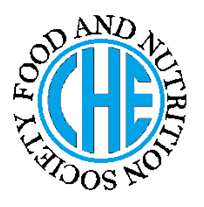 FOOD AND NUTRITION SOCIETY
CHE